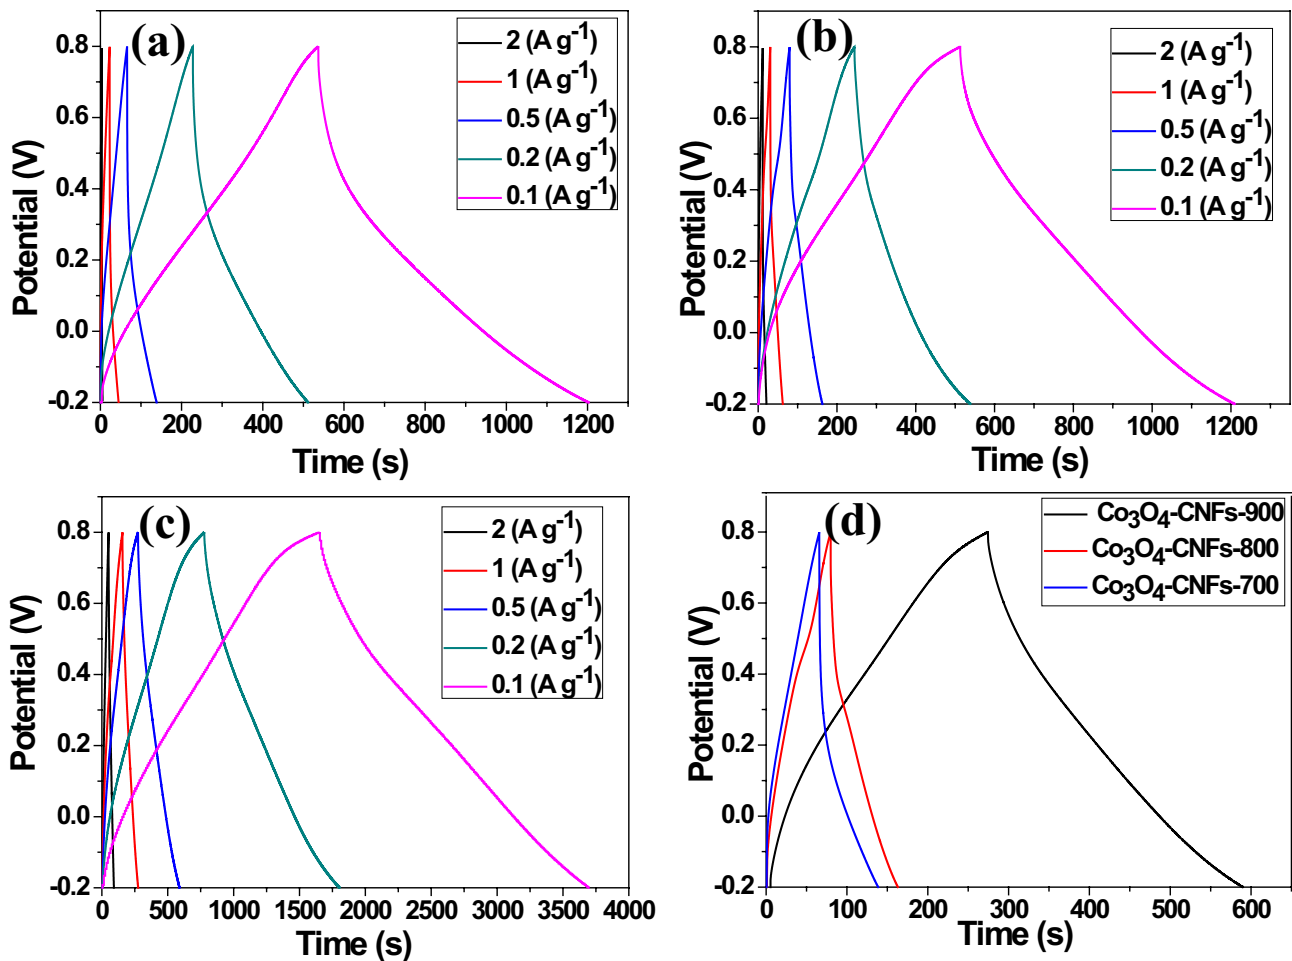 (a)
2 (A g-1)
1 (A g-1)
0.5 (A g-1)
0.2 (A g-1)
0.1 (A g-1)
Potential (V)
0.8
0.6
0.4
0.2
0.0
-0.2
0 200 400 600 800 1000 1200
Time (s)
(b)
2 (A g-1)
1 (A g-1)
0.5 (A g-1)
0.2 (A g-1)
0.1 (A g-1)
Potential (V)
0.8
0.6
0.4
0.2
0.0
-0.2
0 200 400 600 800 1000 1200
Time (s)
(c)
2 (A g-1)
1 (A g-1)
0.5 (A g-1)
0.2 (A g-1)
0.1 (A g-1)
Potential (V)
0.8
0.6
0.4
0.2
0.0
-0.2
0 500 1000 1500 2000 2500 3000 3500 4000
Time (s)
(d)
Co3O4-CNFs-900
Co3O4-CNFs-800
Co3O4-CNFs-700
Potential (V)
0.8
0.6
0.4
0.2
0.0
-0.2
0 100 200 300 400 500 600
Time (s)